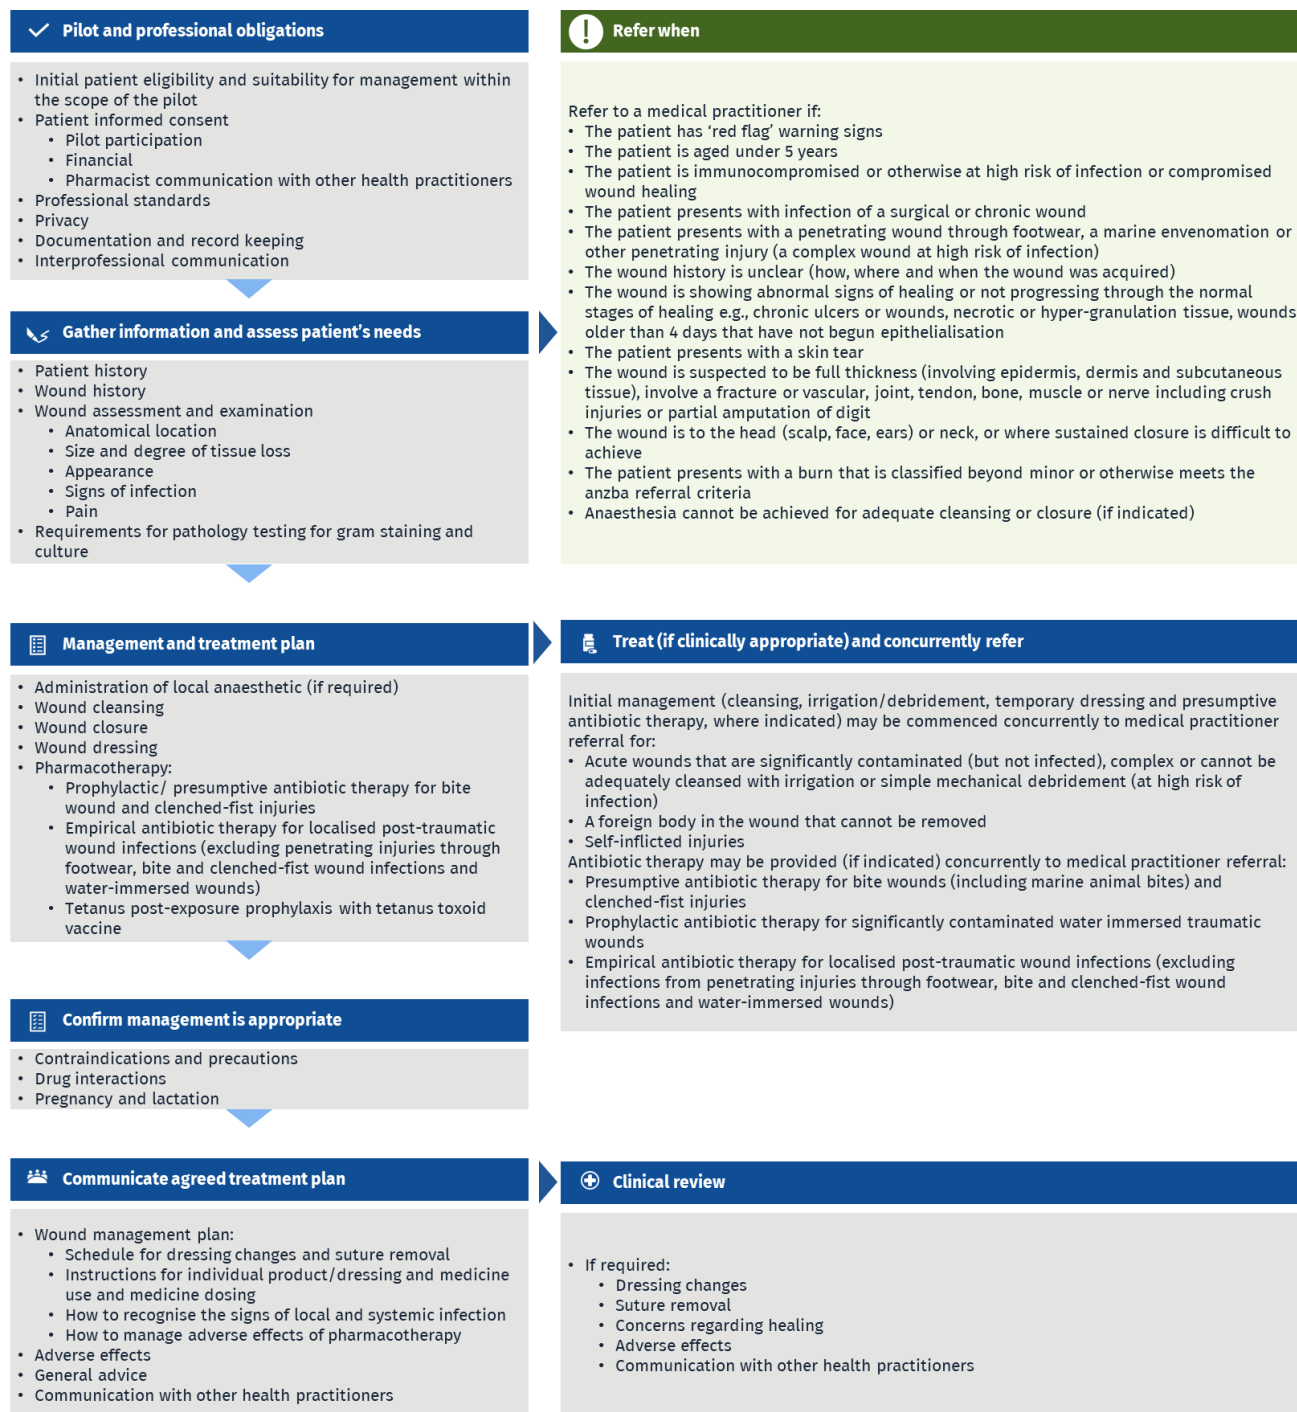 Pilot and professional obligations
• Initial patient eligibility and suitability for management within
the scope of the pilot
• Patient informed consent
• Pilot participation
• Financial
• Pharmacist communication with other health practitioners
• Professional standards
• Privacy
• Documentation and record keeping
• Interprofessional communication
Gather information and assess patient's needs
• Patient history
• Wound history
• Wound assessment and examination
• Anatomical location
• Size and degree of tissue loss
• Appearance
• Signs of infection
• Pain
• Requirements for pathology testing for gram staining and
culture
Refer when
Refer to a medical practitioner if:
• The patient has ‘red flag’ warning signs
• The patient is aged under 5 years
• The patient is immunocompromised or otherwise at high risk of infection or compromised
wound healing
• The patient presents with infection of a surgical or chronic wound
• The patient presents with a penetrating wound through footwear, a marine envenomation or
other penetrating injury (a complex wound at high risk of infection)
• The wound history is unclear (how, where and when the wound was acquired)
• The wound is showing abnormal signs of healing or not progressing through the normal
stages of healing e.g., chronic ulcers or wounds, necrotic or hyper-granulation tissue, wounds
older than 4 days that have not begun epithelialisation
• The patient presents with a skin tear
• The wound is suspected to be full thickness (involving epidermis, dermis and subcutaneous
tissue), involve a fracture or vascular, joint, tendon, bone, muscle or nerve including crush
injuries or partial amputation of digit
• The wound is to the head (scalp, face, ears) or neck, or where sustained closure is difficult to
achieve
• The patient presents with a burn that is classified beyond minor or otherwise meets the
anzba referral criteria
• Anaesthesia cannot be achieved for adequate cleansing or closure (if indicated)
Management and treatment plan
• Administration of local anaesthetic (if required)
• Wound cleansing
• Wound closure
• Wound dressing
• Pharmacotherapy:
• Prophylactic/ presumptive antibiotic therapy for bite
wound and clenched-fist injuries
• Empirical antibiotic therapy for localised post-traumatic
wound infections (excluding penetrating injuries through
footwear, bite and clenched-fist wound infections and
water-immersed wounds)
• Tetanus post-exposure prophylaxis with tetanus toxoid
vaccine
Treat (if clinically appropriate) and concurrently refer
Initial management (cleansing, irrigation/debridement, temporary dressing and presumptive
antibiotic therapy, where indicated) may be commenced concurrently to medical practitioner
referral for:
• Acute wounds that are significantly contaminated (but not infected), complex or cannot be
adequately cleansed with irrigation or simple mechanical debridement (at high risk of
infection)
• A foreign body in the wound that cannot be removed
• Self-inflicted injuries
Antibiotic therapy may be provided (if indicated) concurrently to medical practitioner referral:
• Presumptive antibiotic therapy for bite wounds (including marine animal bites) and
clenched-fist injuries
• Prophylactic antibiotic therapy for significantly contaminated water immersed traumatic
wounds
• Empirical antibiotic therapy for localised post-traumatic wound infections (excluding
infections from penetrating injuries through footwear, bite and clenched-fist wound
infections and water-immersed wounds)
Confirm management is appropriate
• Contraindications and precautions
• Drug interactions
• Pregnancy and lactation
Communicate agreed treatment plan
• Wound management plan:
• Schedule for dressing changes and suture removal
• Instructions for individual product/dressing and medicine
use and medicine dosing
• How to recognise the signs of local and systemic infection
• How to manage adverse effects of pharmacotherapy
• Adverse effects
• General advice
• Communication with other health practitioners
Clinical review
• If required:
• Dressing changes
• Suture removal
• Concerns regarding healing
• Adverse effects
• Communication with other health practitioners